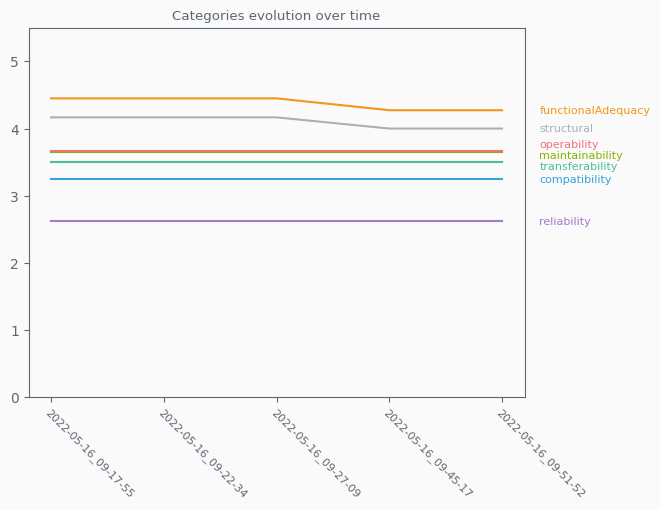 Categories evolution over time
5
4
3
2
1
0
functionalAdequacy
structural
operability
maintainability
transferability
compatibility
reliability
2022-05-16_09-17-55
2022-05-16_09-22-34
2022-05-16_09-27-09
2022-05-16_09-45-17
2022-05-16_09-51-52